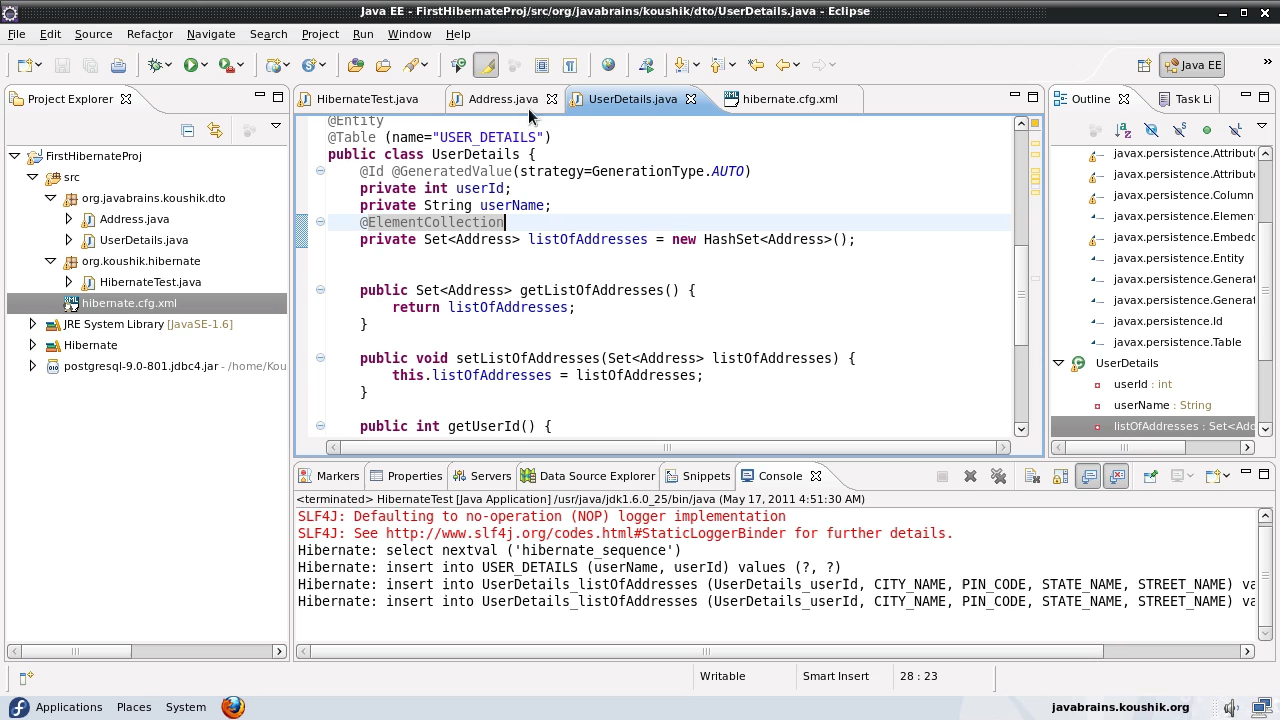 Java EE - FirstHibernateProj/src/org/javabrains/koushik/dto/UserDetails.java - Eclipse
File Edit Source Refactor Navigate Search Project Run Window Help
Java EE
Project Explorer
FirstHibernateProj
src
org.javabrains.koushik.dto
Address.java
UserDetails.java
org.koushik.hibernate
HibernateTest.java
hibernate.cfg.xml
JRE System Library [JavaSE-1.6]
Hibernate
postgresql-9.0-801.jdbc4.jar - /home/Kou
HibernateTest.java Address.java UserDetails.java hibernate.cfg.xml
@Entity
@Table (name="USER_DETAILS")
public class UserDetails {
@Id @GeneratedValue(strategy=GenerationType.AUTO)
private int userId;
private String userName;
@ElementCollection
private Set<Address> listOfAddresses = new HashSet<Address>();
public Set<Address> getListOfAddresses() {
return listOfAddresses;
}
public void setListOfAddresses(Set<Address> listOfAddresses) {
this.listOfAddresses = listOfAddresses;
}
public int getUserId() {
Outline Task Li
javax.persistence.Attribute
javax.persistence.Attribute
javax.persistence.Column
javax.persistence.Elemen
javax.persistence.Embedd
javax.persistence.Entity
javax.persistence.Generat
javax.persistence.Generat
javax.persistence.Id
javax.persistence.Table
UserDetails
userId : int
userName : String
listOfAddresses : Set<Add
Markers Properties Servers Data Source Explorer Snippets Console
<terminated> HibernateTest [Java Application] /usr/java/jdk1.6.0_25/bin/java (May 17, 2011 4:51:30 AM)
SLF4J: Defaulting to no-operation (NOP) logger implementation
SLF4J: See http://www.slf4j.org/codes.html#StaticLoggerBinder for further details.
Hibernate: select nextval ('hibernate_sequence')
Hibernate: insert into USER_DETAILS (userName, userId) values (?, ?)
Hibernate: insert into UserDetails_listOfAddresses (UserDetails_userId, CITY_NAME, PIN_CODE, STATE_NAME, STREET_NAME) va
Hibernate: insert into UserDetails_listOfAddresses (UserDetails_userId, CITY_NAME, PIN_CODE, STATE_NAME, STREET_NAME) va
Writable Smart Insert 28 : 23
Applications Places System javabrains.koushik.org